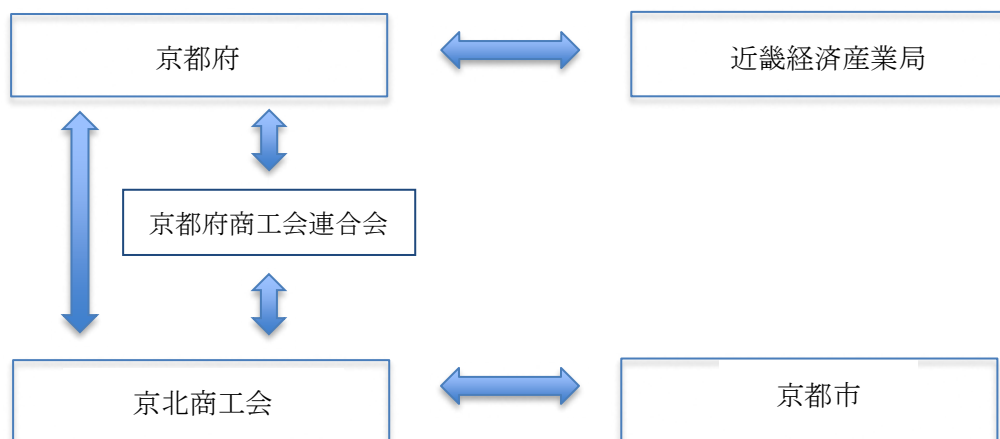 京都府
近畿経済産業局
京都府商工会連合会
京北商工会
京都市